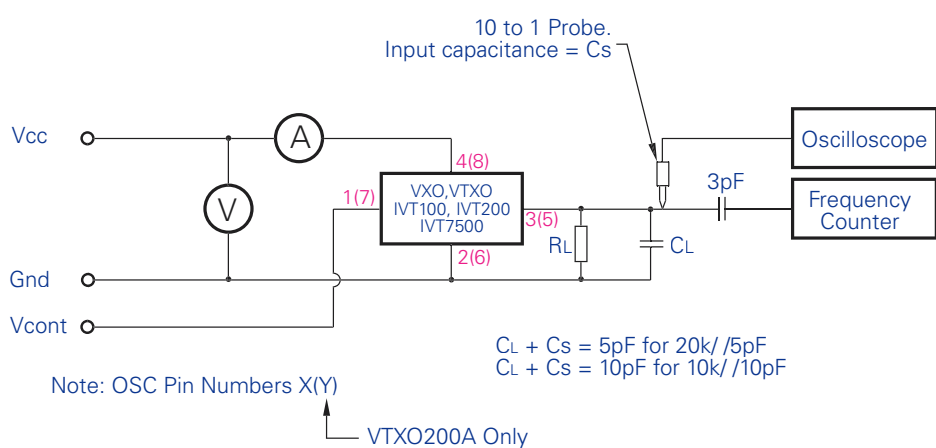 10 to 1 Probe.
Input capacitance = Cs
Vcc
A
Oscilloscope
4(8)
3pF
1(7)
VXO,VTXO
IVT100, IVT200
IVT7500
V
3(5)
Frequency
Counter
RL
CL
2(6)
Gnd
Vcont
CL + Cs = 5pF for 20k/ /5pF
CL + Cs = 10pF for 10k/ /10pF
Note: OSC Pin Numbers X(Y)
VTXO200A Only